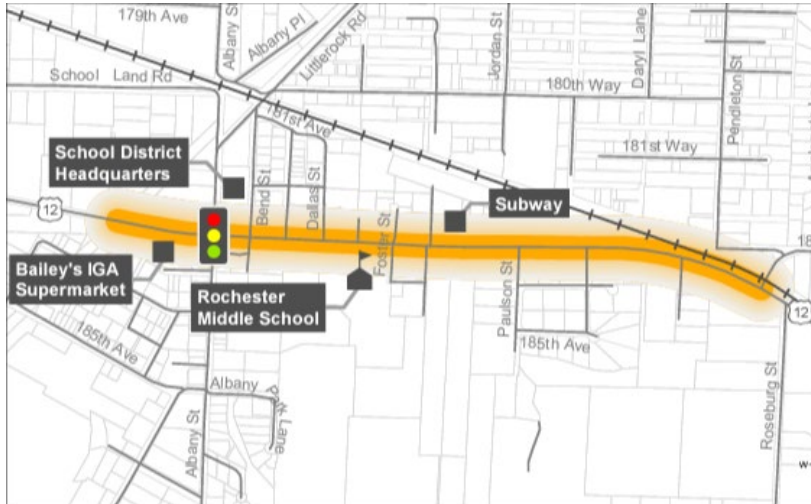 179th Ave
Albany St
Albany Pl
Littlerock Rd
Jordan St
Daryl Lane
School Land Rd
180th Way
Pendleton St
181st Ave
181st Way
School District
Headquarters
Bend St
Dallas St
Subway
12
Foster St
Bailey's IGA
Supermarket
Rochester
Middle School
Paulson St
12
185th Ave
185th Ave
Roseburg St
Albany
Park Lane
Albany St